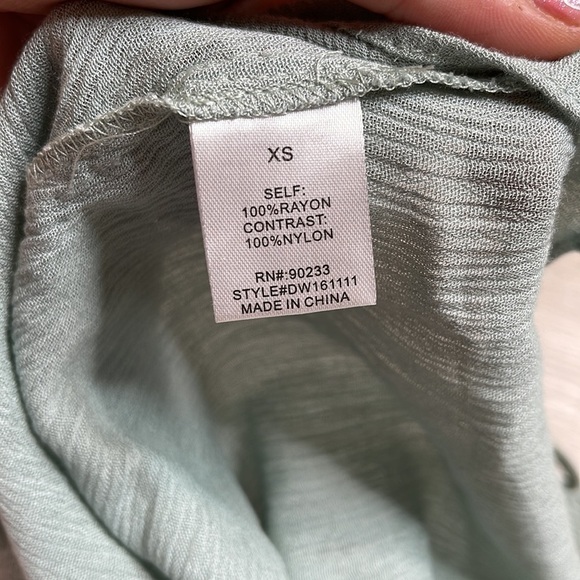 XS
SELF:
100%RAYON
CONTRAST:
100%NYLON
RN#:90233
STYLE#DW161111
MADE IN CHINA